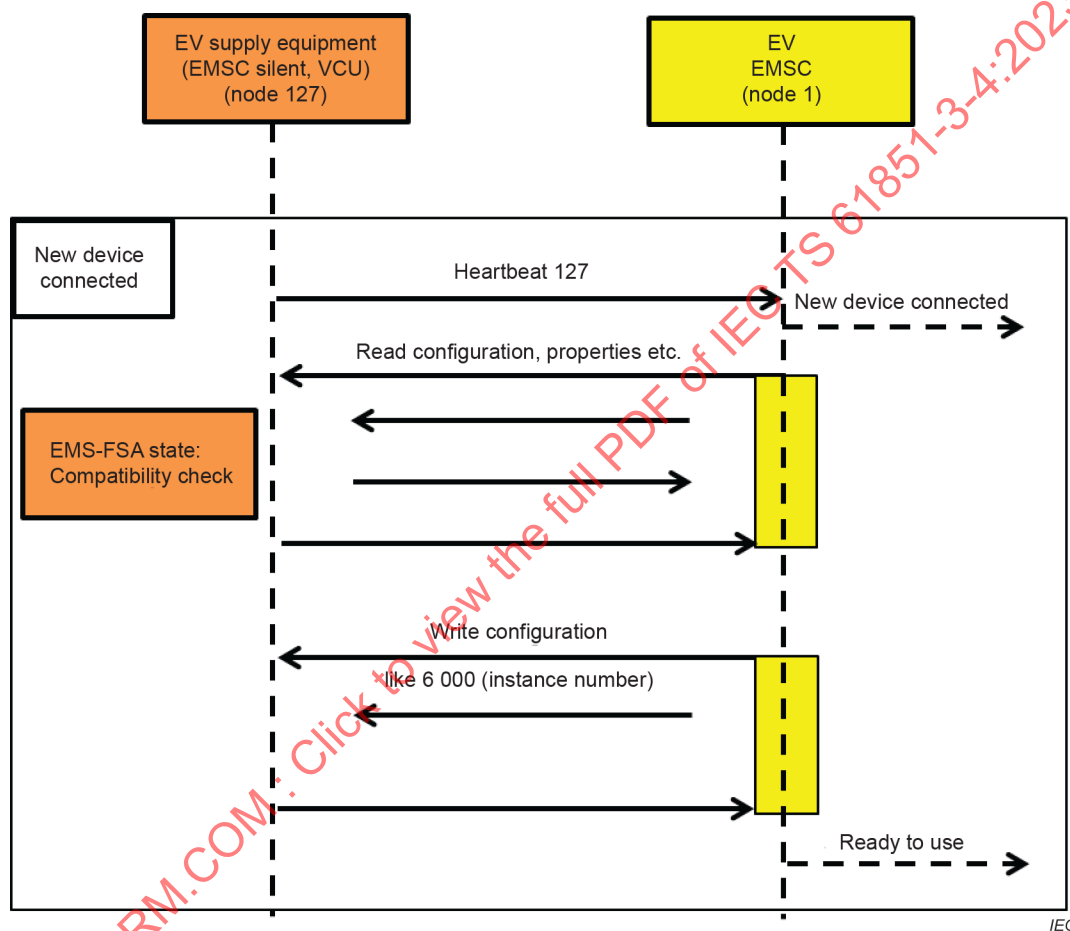 EV supply equipment
(EMSC silent, VCU)
(node 127)
EV
EMSC
(node 1)
New device
connected
Heartbeat 127
New device connected
Read configuration, properties etc.
EMS-FSA state:
Compatibility check
Write configuration
like 6 000 (instance number)
Ready to use
RM.COM : Click to view the full PDF of IEC TS 61851-3-4:202
IEC